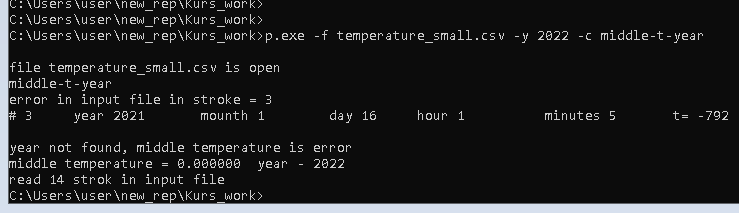 C:\Users\user\new_rep\Kurs_work>
C:\Users\user\new_rep\Kurs_work>
C:\Users\user\new_rep\Kurs_work>p.exe -f temperature_small.csv -y 2022 -c middle-t-year
file temperature_small.csv is open
middle-t-year
error in input file in stroke = 3
# 3 year 2021 mounth 1 day 16 hour 1 minutes 5 t= -792
year not found, middle temperature is error
middle temperature = 0.000000 year - 2022
read 14 strok in input file
C:\Users\user\new_rep\Kurs_work>